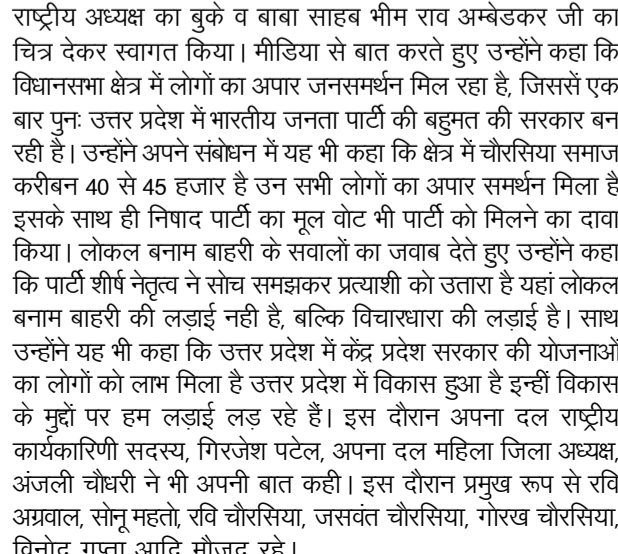 राष्ट्रीय अध्यक्ष का बुके व बाबा साहब भीम राव अम्बेडकर जी का
चित्र देकर स्वागत किया। मीडिया से बात करते हुए उन्होंने कहा कि
विधानसभा क्षेत्र में लोगों का अपार जनसमर्थन मिल रहा है, जिससें एक
बार पुनः उत्तर प्रदेश में भारतीय जनता पार्टी की बहुमत की सरकार बन
रही है। उन्होंने अपने संबोधन में यह भी कहा कि क्षेत्र में चौरसिया समाज
करीबन 40 से 45 हजार है उन सभी लोगों का अपार समर्थन मिला है
इसके साथ ही निषाद पार्टी का मूल वोट भी पार्टी को मिलने का दावा
किया। लोकल बनाम बाहरी के सवालों का जवाब देते हुए उन्होंने कहा
कि पार्टी शीर्ष नेतृत्व ने सोच समझकर प्रत्याशी को उतारा है यहां लोकल
बनाम बाहरी की लड़ाई नही है, बल्कि विचारधारा की लड़ाई है। साथ
उन्होंने यह भी कहा कि उत्तर प्रदेश में केंद्र प्रदेश सरकार की योजनाओं
का लोगों को लाभ मिला है उत्तर प्रदेश में विकास हुआ है इन्हीं विकास
के मुद्दों पर हम लड़ाई लड़ रहे हैं। इस दौरान अपना दल राष्ट्रीय
कार्यकारिणी सदस्य, गिरजेश पटेल, अपना दल महिला जिला अध्यक्ष,
अंजली चौधरी ने भी अपनी बात कही। इस दौरान प्रमुख रूप से रवि
अग्रवाल, सोनू महतो, रवि चौरसिया, जसवंत चौरसिया, गोरख चौरसिया,
विनोद गुप्ता आदि मौजूद रहे।